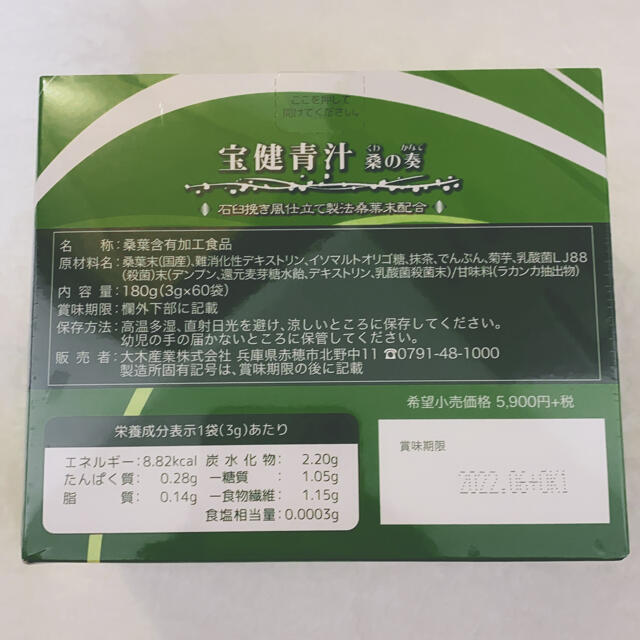 ここを押して
開けてください。
宝健青汁 桑の奏
くわ かなで
石臼挽き風仕立て製法桑葉末配合
名　　称：桑葉含有加工食品
原材料名：桑葉末(国産)、難消化性デキストリン、イソマルトオリゴ糖、抹茶、でんぷん、菊芋、乳酸菌LJ88
(殺菌)末(デンプン、還元麦芽糖水飴、デキストリン、乳酸菌殺菌末)/甘味料(ラカンカ抽出物)
内 容 量：180g(3g×60袋)
賞味期限：欄外下部に記載
保存方法：高温多湿、直射日光を避け、涼しいところに保存してください。
幼児の手の届かないところに保管してください。
販 売 者：大木産業株式会社 兵庫県赤穂市北野中11 ☎0791-48-1000
製造所固有記号は、賞味期限の後に記載
希望小売価格 5,900円+税
栄養成分表示1袋(3g)あたり
エネルギー：8.82kcal 炭 水 化 物： 2.20g
たんぱく質： 0.28g ー糖質　　： 1.05g
脂　　質： 0.14g ー食物繊維： 1.15g
食塩相当量：0.0003g
賞味期限
2022.06+OK1